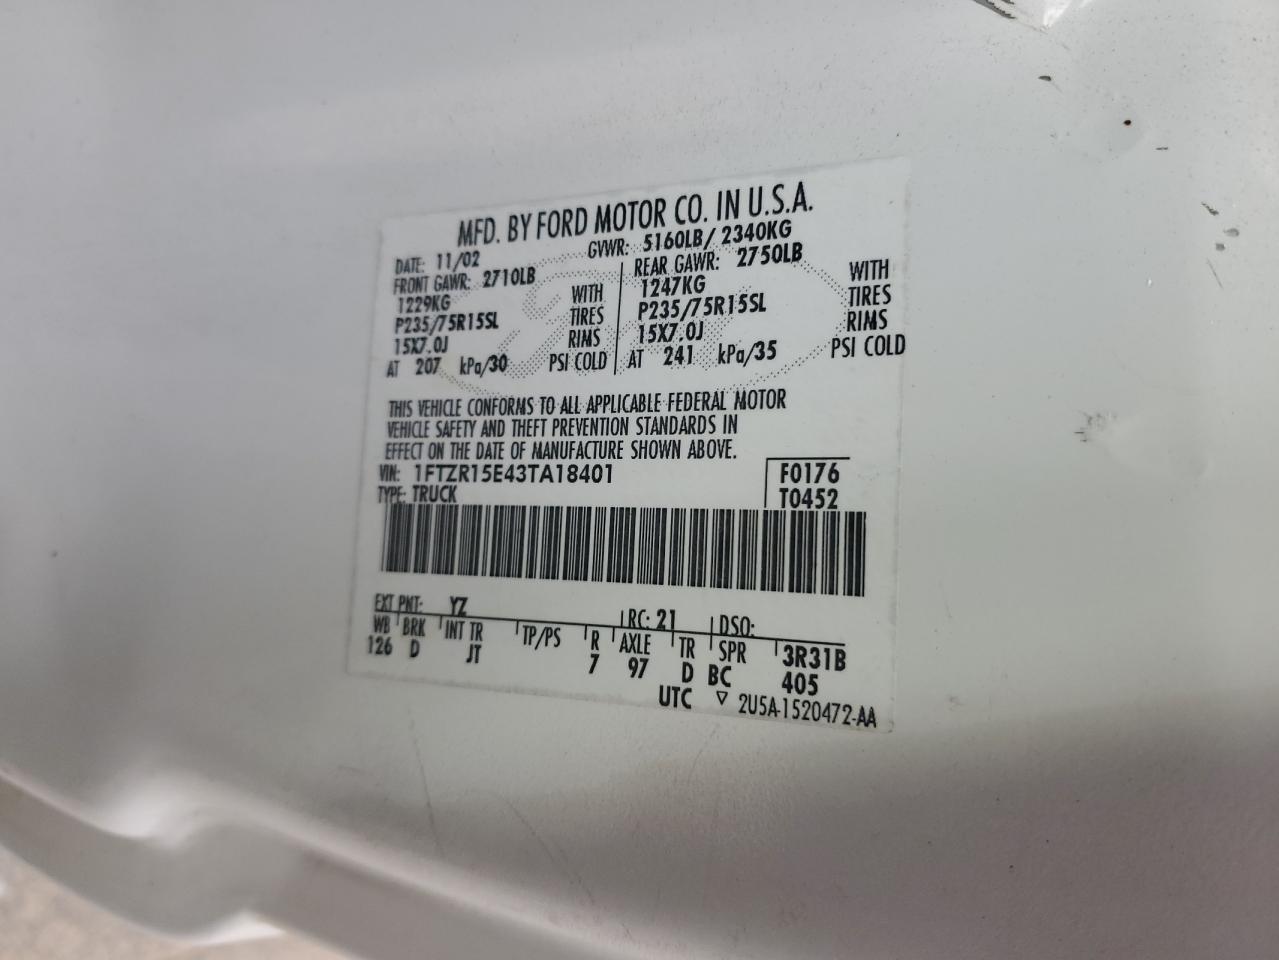 MFD. BY FORD MOTOR CO. IN U.S.A.
DATE: 11/02 GVWR: 5160LB/ 2340KG
FRONT GAWR: 2710LB REAR GAWR: 2750LB
1229KG WITH 1247KG WITH
P235/75R15SL TIRES P235/75R15SL TIRES
15X7.0J RIMS 15X7.0J RIMS
AT 207 kPa/30 PSI COLD AT 241 kPa/35 PSI COLD
THIS VEHICLE CONFORMS TO ALL APPLICABLE FEDERAL MOTOR
VEHICLE SAFETY AND THEFT PREVENTION STANDARDS IN
EFFECT ON THE DATE OF MANUFACTURE SHOWN ABOVE.
VIN: 1FTZR15E43TA18401 F0176
TYPE: TRUCK T0452
EXT PNT: YZ RC: 21 DSO:
WB BRK INT TR TP/PS R AXLE TR SPR 3R31B
126 D JT 7 97 D BC 405
UTC ▽ 2U5A-1520472-AA